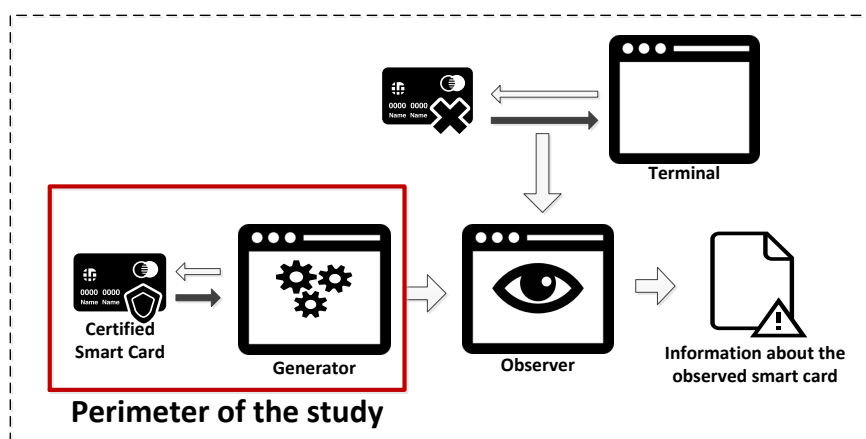 0000 0000
Name Name
Terminal
0000 0000
Name Name
Certified
Smart Card
Generator
Observer
Information about the
observed smart card
Perimeter of the study